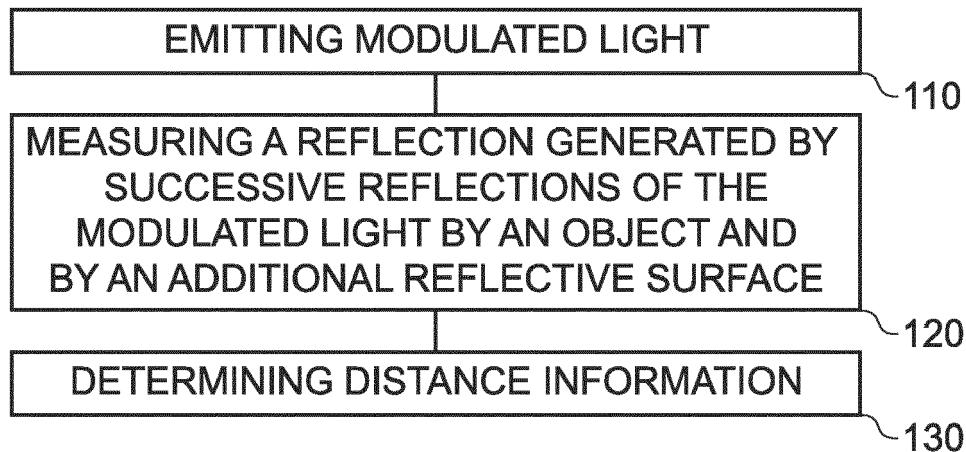 EMITTING MODULATED LIGHT
110
MEASURING A REFLECTION GENERATED BY
SUCCESSIVE REFLECTIONS OF THE
MODULATED LIGHT BY AN OBJECT AND
BY AN ADDITIONAL REFLECTIVE SURFACE
120
DETERMINING DISTANCE INFORMATION
130